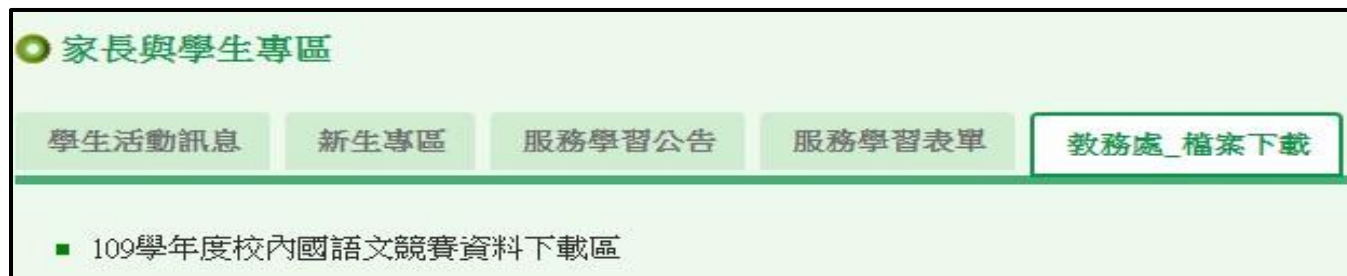 家長與學生專區
學生活動訊息 新生專區 服務學習公告 服務學習表單 教務處_檔案下載
109學年度校內國語文競賽資料下載區